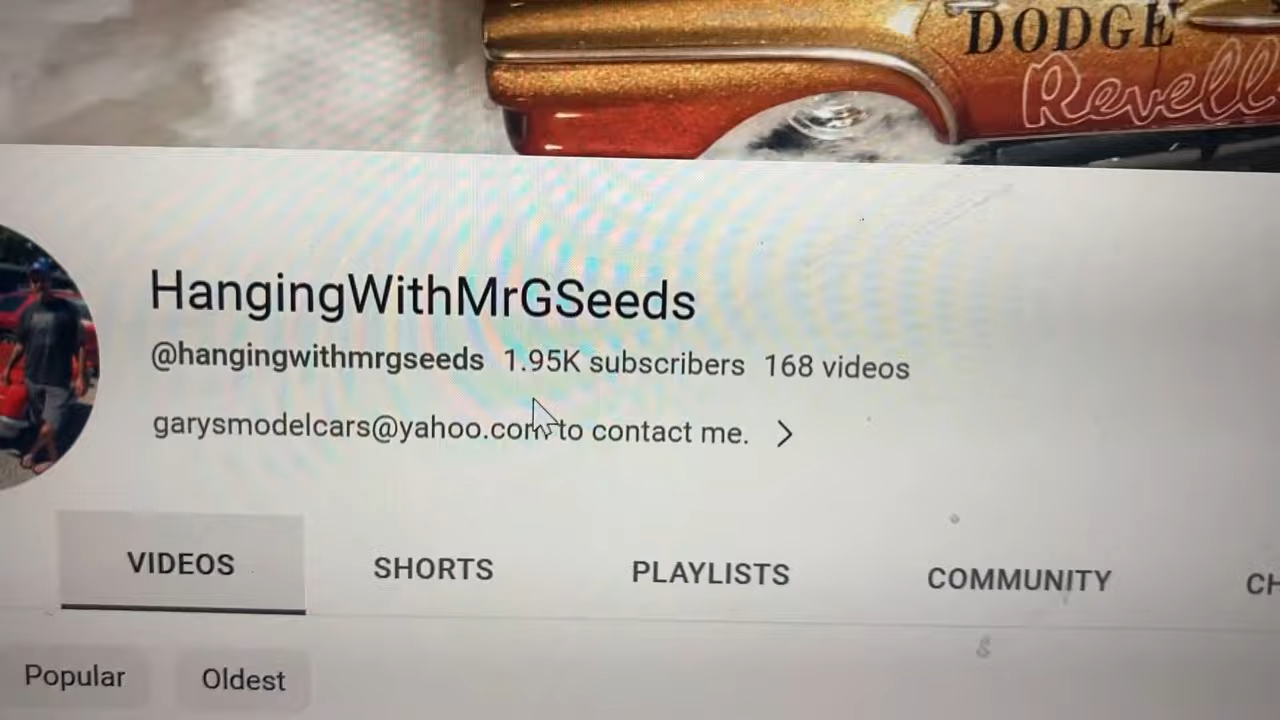 DODGE
Revell
HangingWithMrGSeeds
@hangingwithmrgseeds 1.95K subscribers 168 videos
garysmodelcars@yahoo.com to contact me. >
VIDEOS SHORTS PLAYLISTS COMMUNITY CH
Popular Oldest